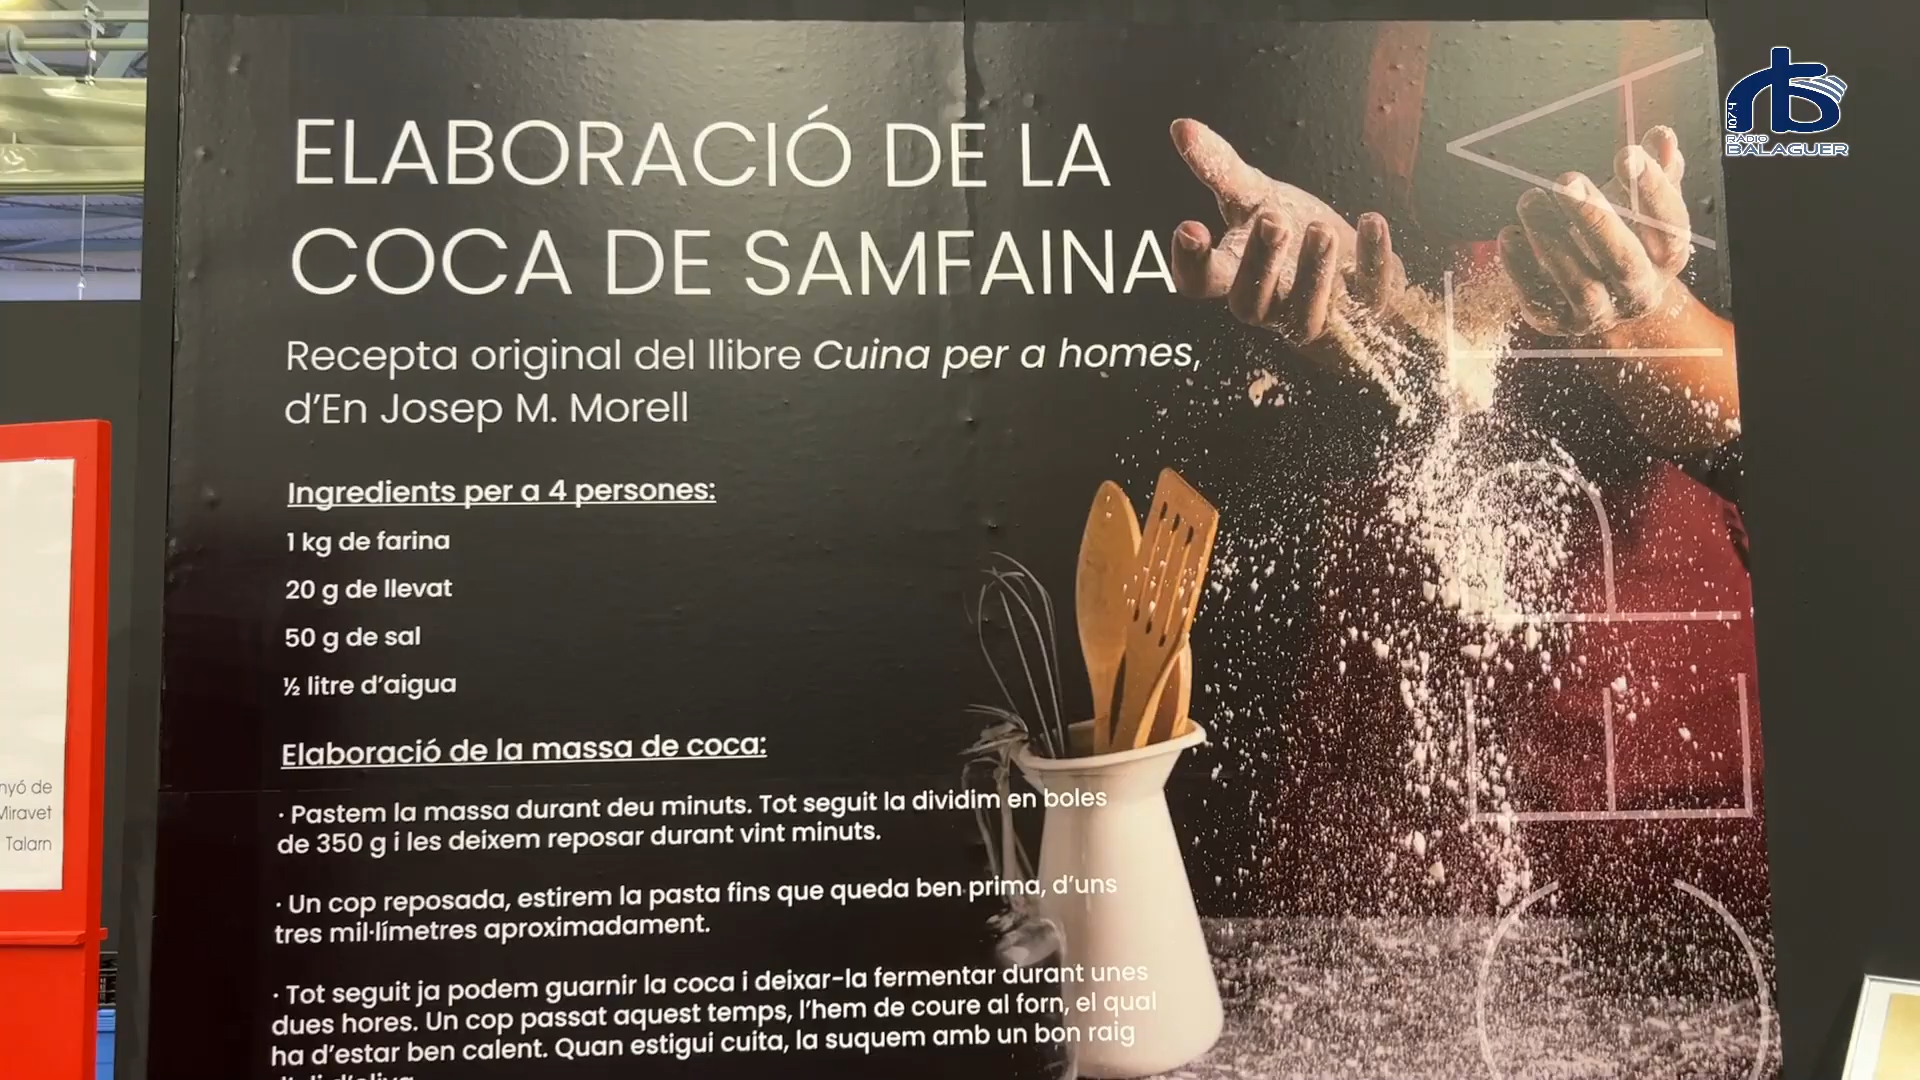 ELABORACIÓ DE LA
COCA DE SAMFAINA
Recepta original del llibre Cuina per a homes,
d'En Josep M. Morell
Ingredients per a 4 persones:
1 kg de farina
20 g de llevat
50 g de sal
½ litre d'aigua
Elaboració de la massa de coca:
· Pastem la massa durant deu minuts. Tot seguit la dividim en boles
de 350 g i les deixem reposar durant vint minuts.
· Un cop reposada, estirem la pasta fins que queda ben prima, d'uns
tres mil·límetres aproximadament.
· Tot seguit ja podem guarnir la coca i deixar-la fermentar durant unes
dues hores. Un cop passat aquest temps, l'hem de coure al forn, el qual
ha d'estar ben calent. Quan estigui cuita, la suquem amb un bon raig
RECEPTA
nyó de
Miravet
Talarn
107.4
RÀDIO
BALAGUER